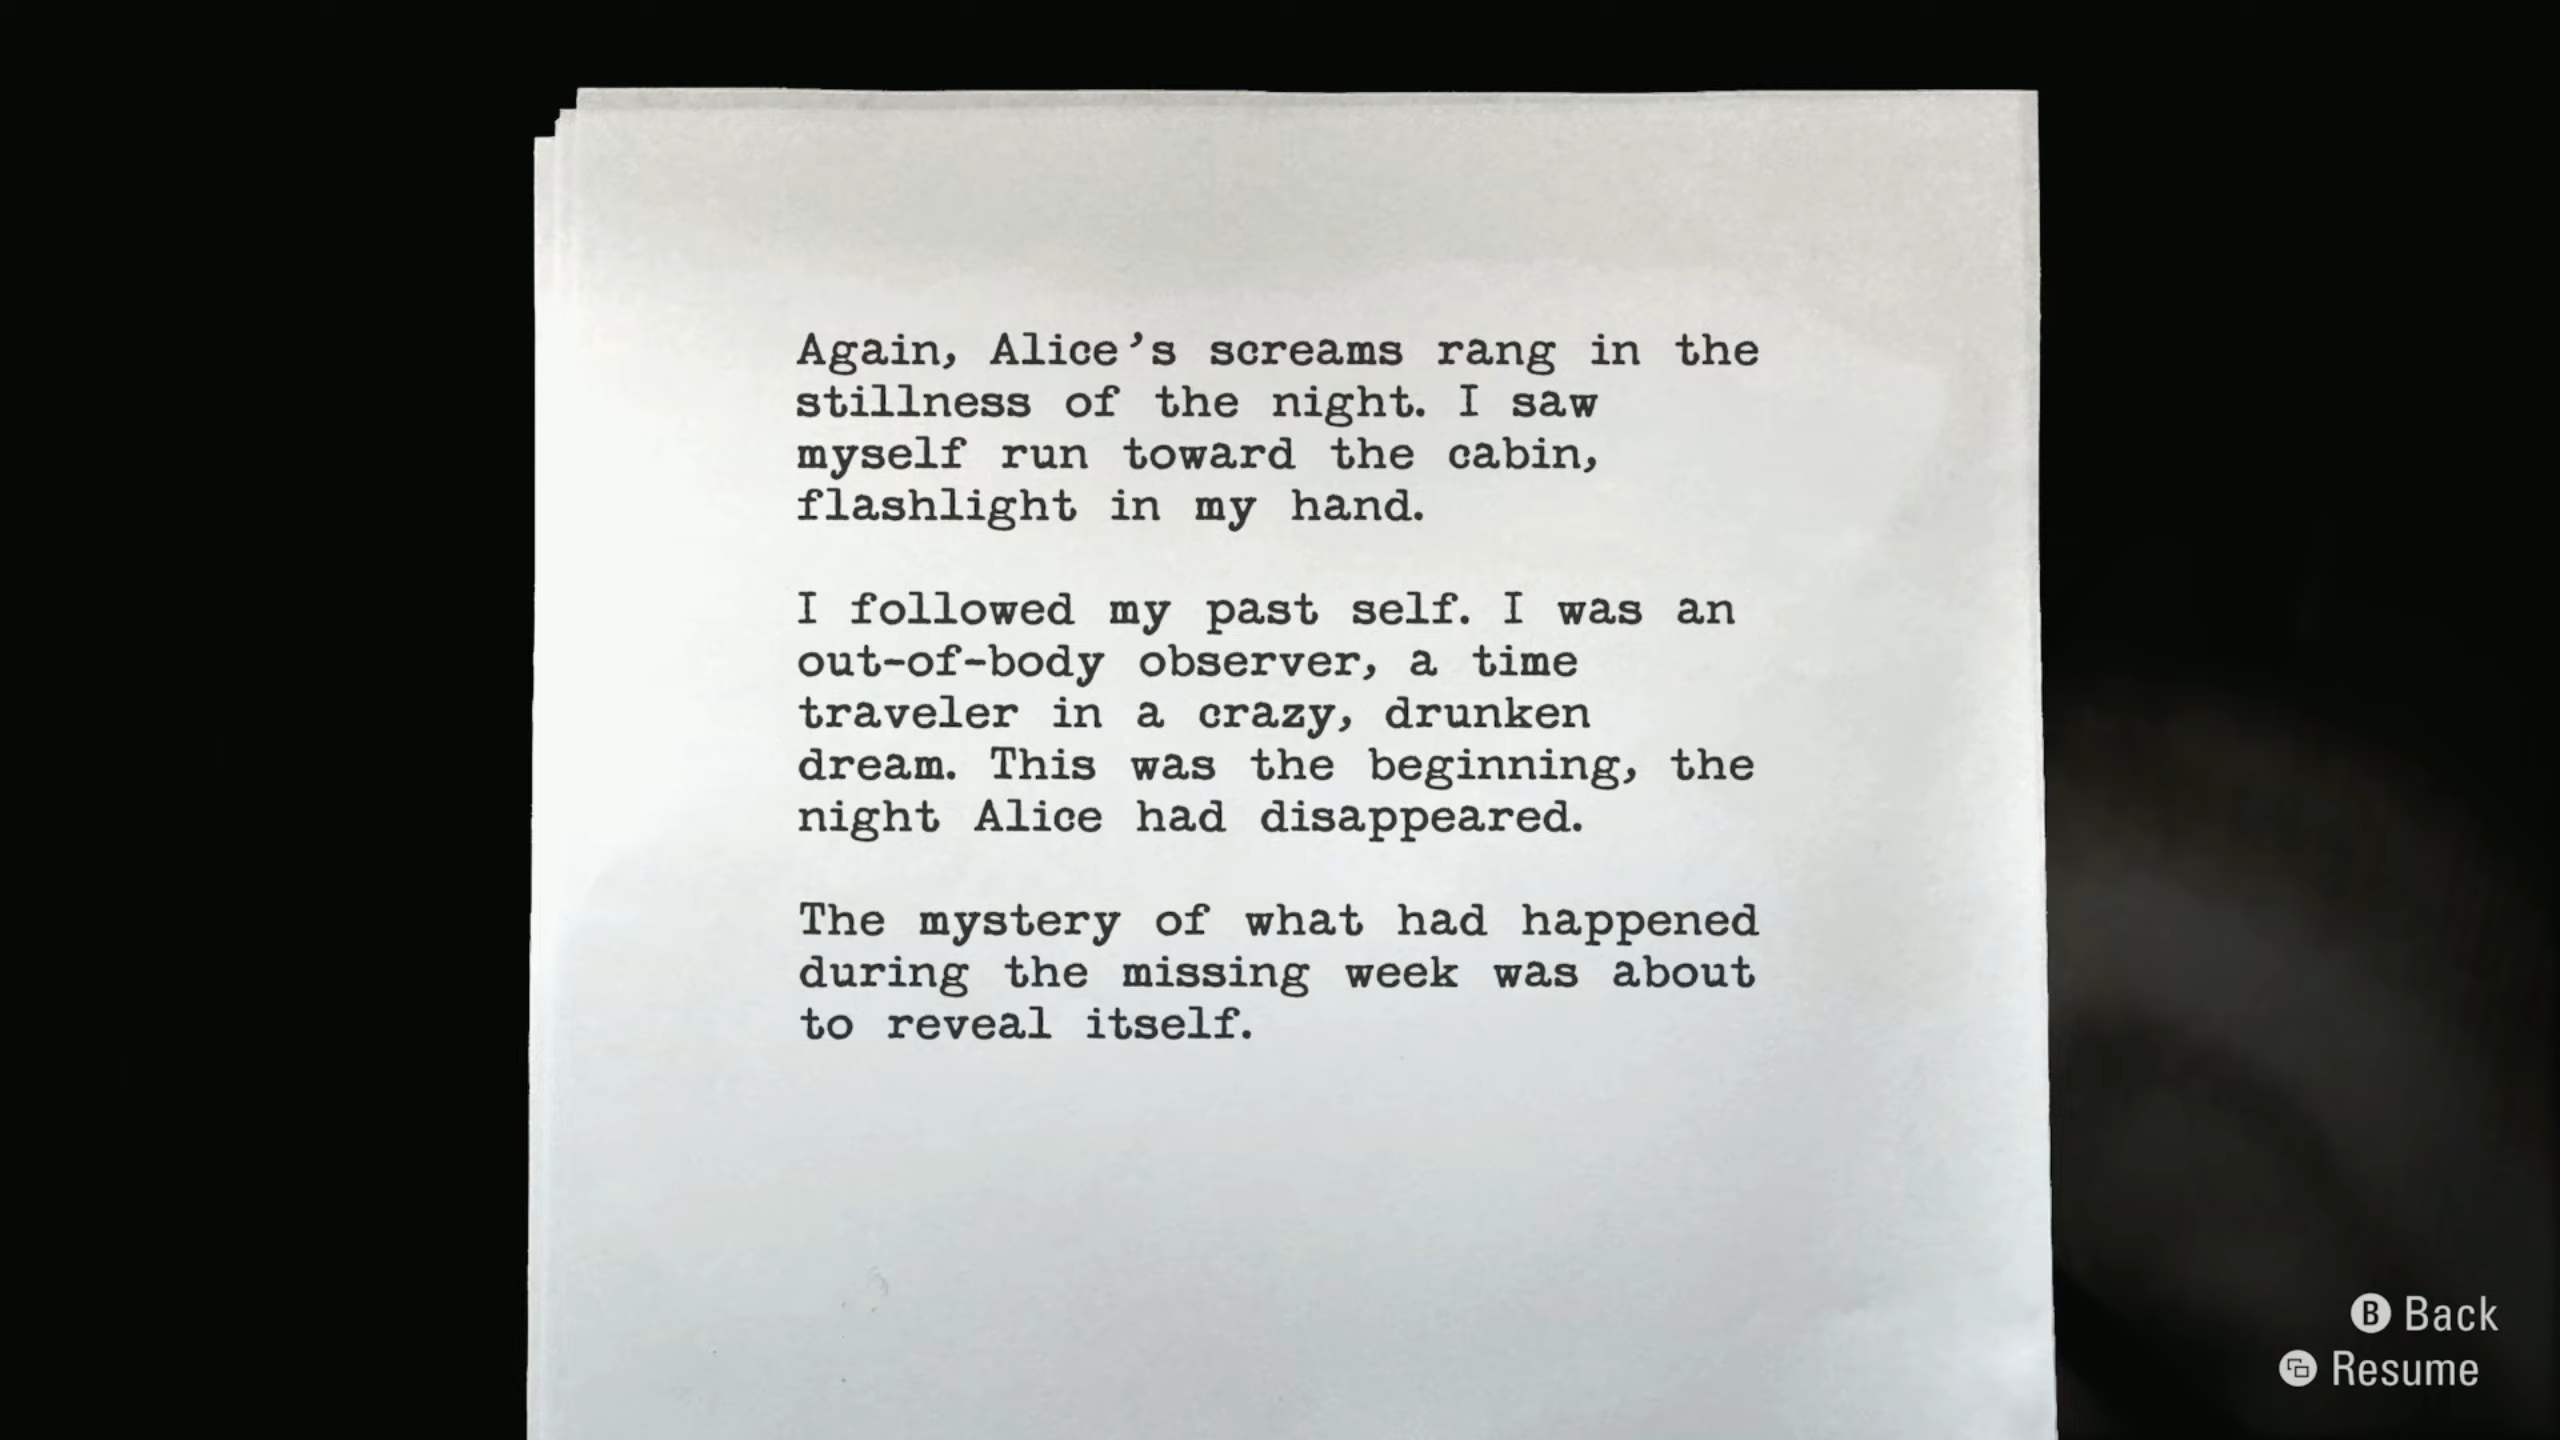 Again, Alice’s screams rang in the
stillness of the night. I saw
myself run toward the cabin,
flashlight in my hand.
I followed my past self. I was an
out-of-body observer, a time
traveler in a crazy, drunken
dream. This was the beginning, the
night Alice had disappeared.
The mystery of what had happened
during the missing week was about
to reveal itself.
B Back
Resume